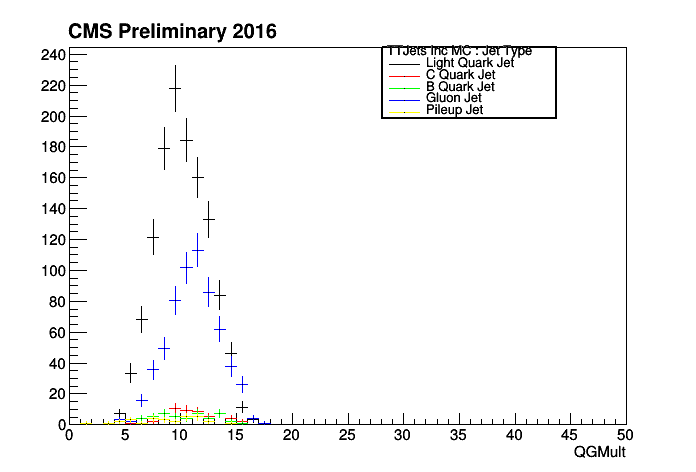 CMS Preliminary 2016
TTJets Inc MC : Jet Type
Light Quark Jet
C Quark Jet
B Quark Jet
Gluon Jet
Pileup Jet
240
220
200
180
160
140
120
100
80
60
40
20
0
0 5 10 15 20 25 30 35 40 45 50
QGMult